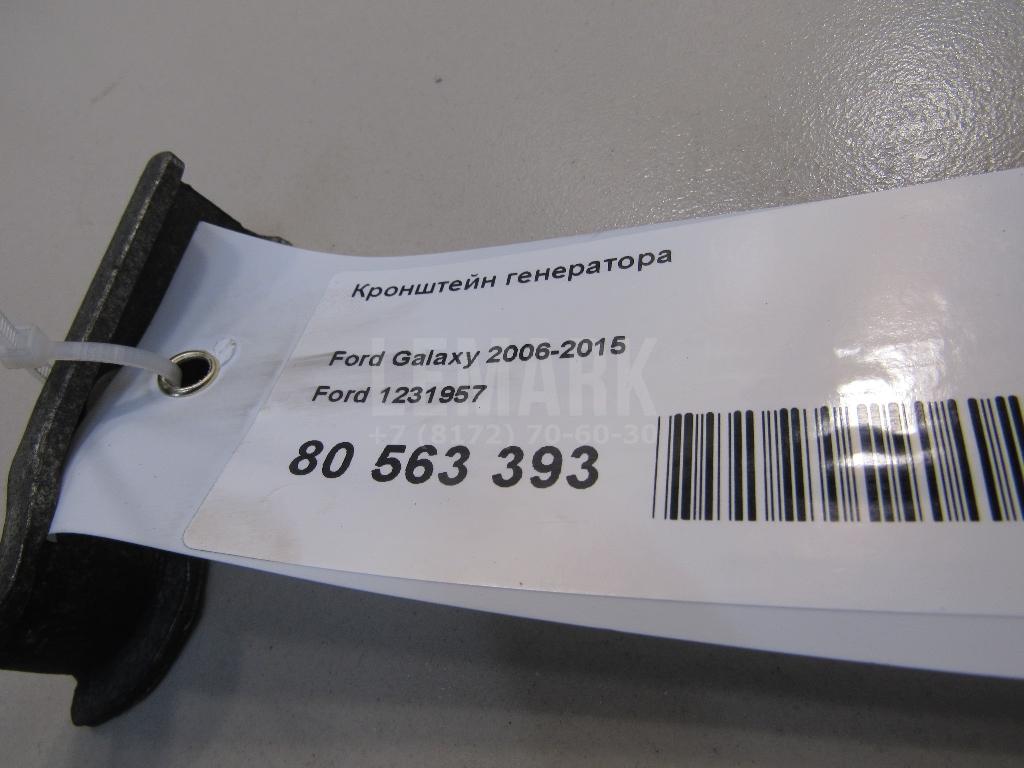 Кронштейн генератора
Ford Galaxy 2006-2015
Ford 1231957
LEMARK
+7 (8172) 70-60-30
80 563 393